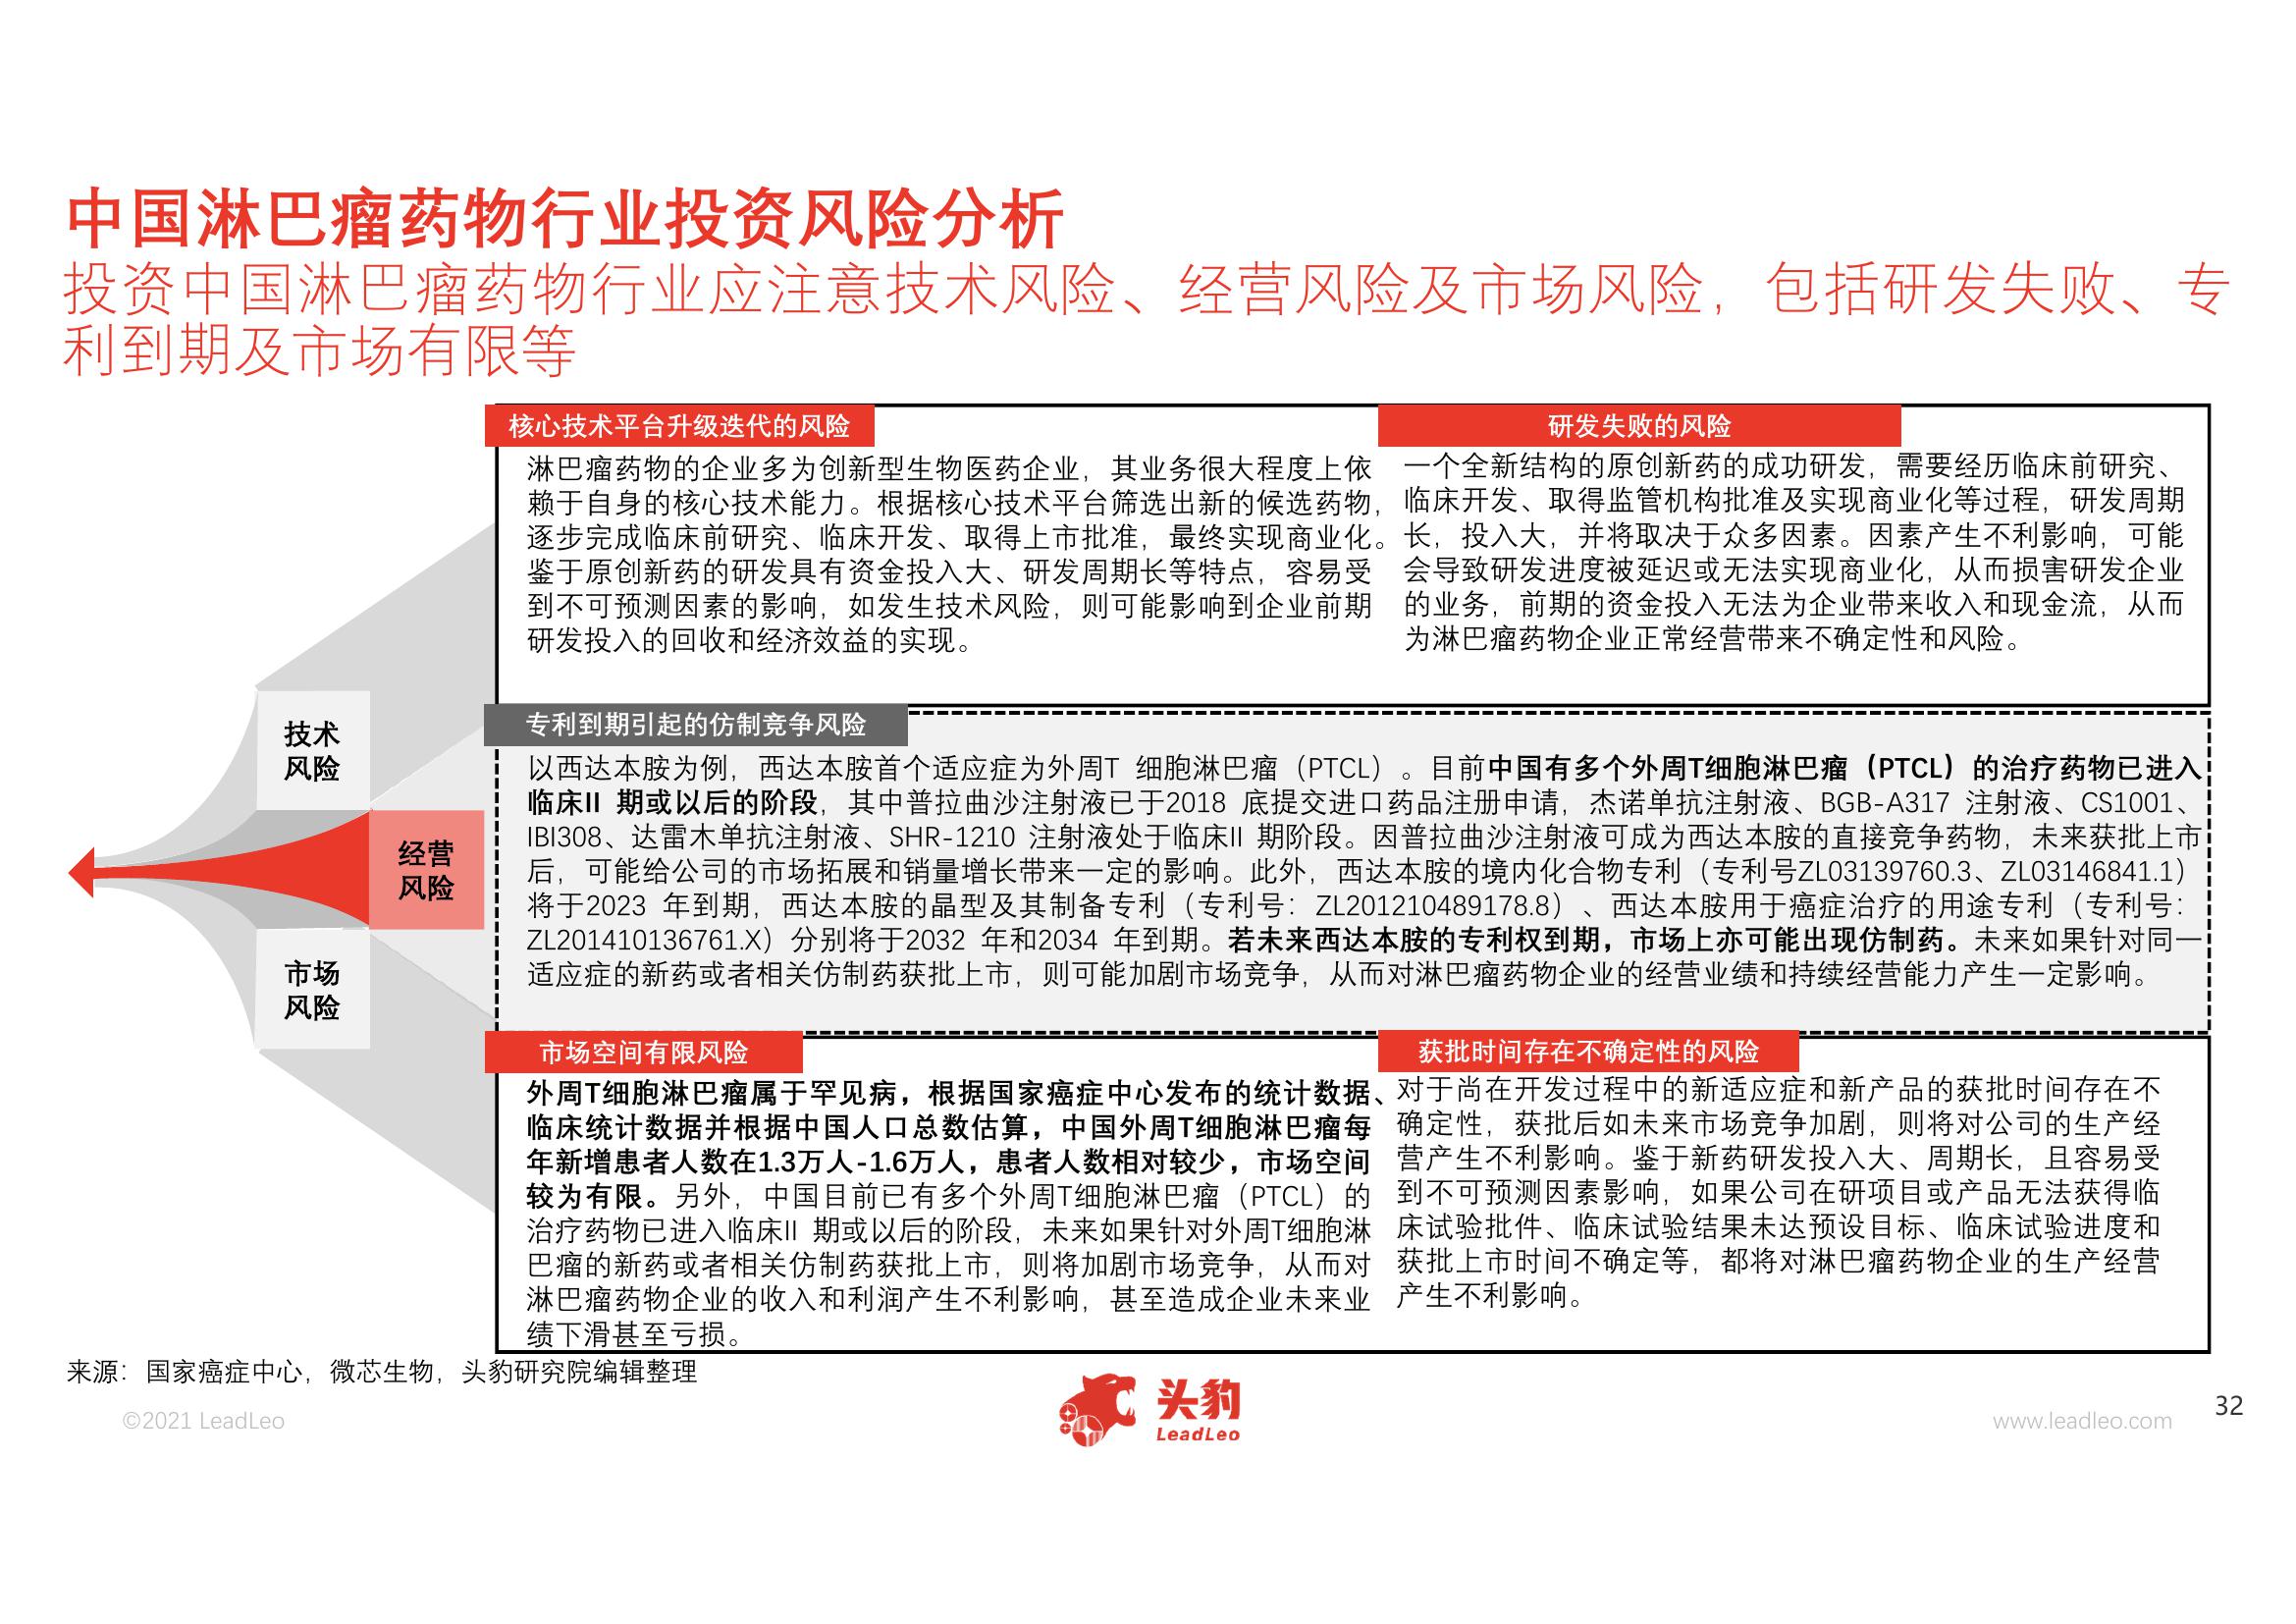 中国淋巴瘤药物行业投资风险分析
投资中国淋巴瘤药物行业应注意技术风险、经营风险及市场风险，包括研发失败、专
利到期及市场有限等
技术
风险
经营
风险
市场
风险
核心技术平台升级迭代的风险
淋巴瘤药物的企业多为创新型生物医药企业，其业务很大程度上依
赖于自身的核心技术能力。根据核心技术平台筛选出新的候选药物，
逐步完成临床前研究、临床开发、取得上市批准，最终实现商业化。
鉴于原创新药的研发具有资金投入大、研发周期长等特点，容易受
到不可预测因素的影响，如发生技术风险，则可能影响到企业前期
研发投入的回收和经济效益的实现。
研发失败的风险
一个全新结构的原创新药的成功研发，需要经历临床前研究、
临床开发、取得监管机构批准及实现商业化等过程，研发周期
长，投入大，并将取决于众多因素。因素产生不利影响，可能
会导致研发进度被延迟或无法实现商业化，从而损害研发企业
的业务，前期的资金投入无法为企业带来收入和现金流，从而
为淋巴瘤药物企业正常经营带来不确定性和风险。
专利到期引起的仿制竞争风险
以西达本胺为例，西达本胺首个适应症为外周T 细胞淋巴瘤（PTCL）。目前中国有多个外周T细胞淋巴瘤（PTCL）的治疗药物已进入
临床II 期或以后的阶段，其中普拉曲沙注射液已于2018 底提交进口药品注册申请，杰诺单抗注射液、BGB-A317 注射液、CS1001、
IBI308、达雷木单抗注射液、SHR-1210 注射液处于临床II 期阶段。因普拉曲沙注射液可成为西达本胺的直接竞争药物，未来获批上市
后，可能给公司的市场拓展和销量增长带来一定的影响。此外，西达本胺的境内化合物专利（专利号ZL03139760.3、ZL03146841.1）
将于2023 年到期，西达本胺的晶型及其制备专利（专利号：ZL201210489178.8）、西达本胺用于癌症治疗的用途专利（专利号：
ZL201410136761.X）分别将于2032 年和2034 年到期。若未来西达本胺的专利权到期，市场上亦可能出现仿制药。未来如果针对同一
适应症的新药或者相关仿制药获批上市，则可能加剧市场竞争，从而对淋巴瘤药物企业的经营业绩和持续经营能力产生一定影响。
市场空间有限风险
外周T细胞淋巴瘤属于罕见病，根据国家癌症中心发布的统计数据、
临床统计数据并根据中国人口总数估算，中国外周T细胞淋巴瘤每
年新增患者人数在1.3万人-1.6万人，患者人数相对较少，市场空间
较为有限。另外，中国目前已有多个外周T细胞淋巴瘤（PTCL）的
治疗药物已进入临床II 期或以后的阶段，未来如果针对外周T细胞淋
巴瘤的新药或者相关仿制药获批上市，则将加剧市场竞争，从而对
淋巴瘤药物企业的收入和利润产生不利影响，甚至造成企业未来业
绩下滑甚至亏损。
获批时间存在不确定性的风险
对于尚在开发过程中的新适应症和新产品的获批时间存在不
确定性，获批后如未来市场竞争加剧，则将对公司的生产经
营产生不利影响。鉴于新药研发投入大、周期长，且容易受
到不可预测因素影响，如果公司在研项目或产品无法获得临
床试验批件、临床试验结果未达预设目标、临床试验进度和
获批上市时间不确定等，都将对淋巴瘤药物企业的生产经营
产生不利影响。
来源：国家癌症中心，微芯生物，头豹研究院编辑整理
©2021 LeadLeo
头豹
LeadLeo
www.leadleo.com
32